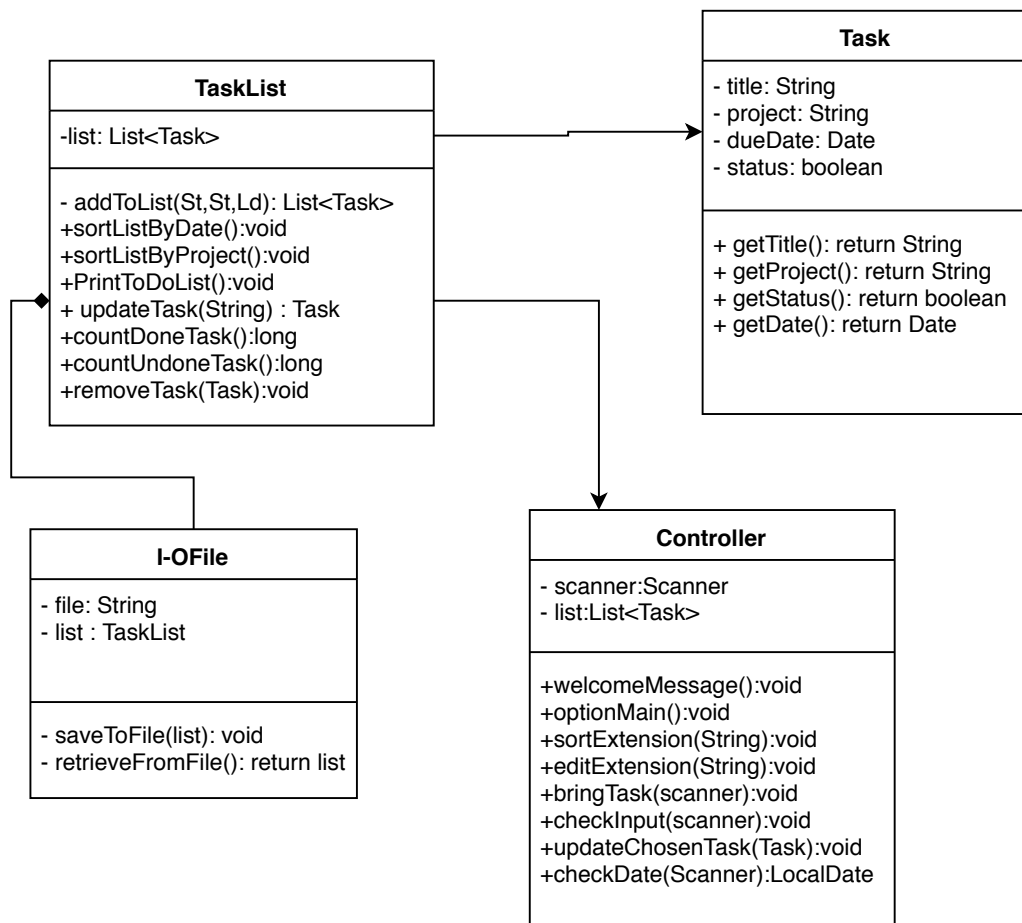 TaskList
-list: List<Task>
- addToList(St,St,Ld): List<Task>
+sortListByDate():void
+sortListByProject():void
+PrintToDoList():void
+ updateTask(String) : Task
+countDoneTask():long
+countUndoneTask():long
+removeTask(Task):void
Task
- title: String
- project: String
- dueDate: Date
- status: boolean
+ getTitle(): return String
+ getProject(): return String
+ getStatus(): return boolean
+ getDate(): return Date
I-OFile
- file: String
- list : TaskList
- saveToFile(list): void
- retrieveFromFile(): return list
Controller
- scanner:Scanner
- list:List<Task>
+welcomeMessage():void
+optionMain():void
+sortExtension(String):void
+editExtension(String):void
+bringTask(scanner):void
+checkInput(scanner):void
+updateChosenTask(Task):void
+checkDate(Scanner):LocalDate